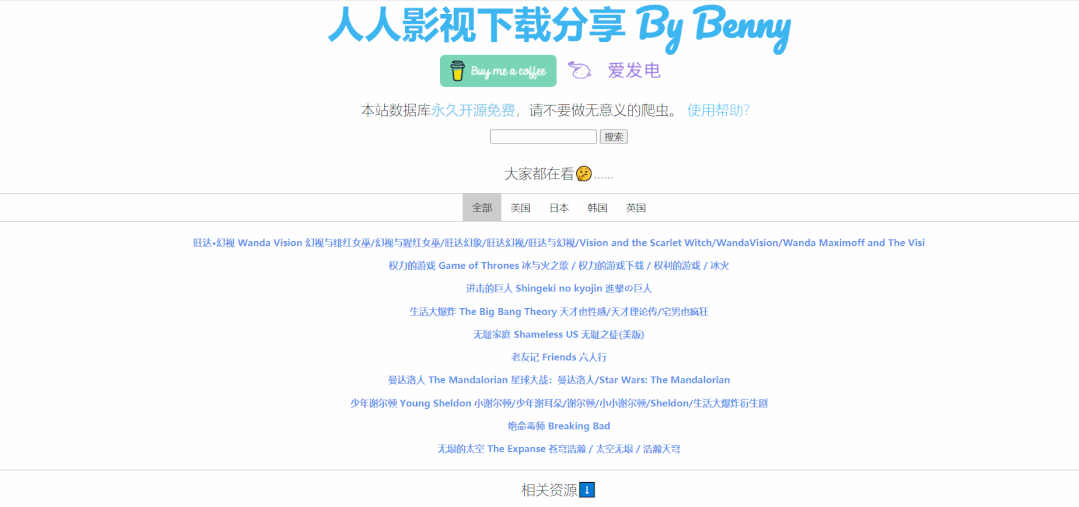 人人影视下载分享 By Benny
Buy me a coffee 爱发电
本站数据库永久开源免费，请不要做无意义的爬虫。 使用帮助？
搜索
大家都在看🤔......
全部 美国 日本 韩国 英国
旺达·幻视 Wanda Vision 幻视与绯红女巫/幻视与猩红女巫/旺达幻象/旺达幻视/旺达与幻视/Vision and the Scarlet Witch/WandaVision/Wanda Maximoff and The Visi
权力的游戏 Game of Thrones 冰与火之歌 / 权力的游戏下载 / 权利的游戏 / 冰火
进击的巨人 Shingeki no kyojin 進撃の巨人
生活大爆炸 The Big Bang Theory 天才也性感/天才理论传/宅男也疯狂
无耻家庭 Shameless US 无耻之徒(美版)
老友记 Friends 六人行
曼达洛人 The Mandalorian 星球大战：曼达洛人/Star Wars: The Mandalorian
少年谢尔顿 Young Sheldon 小谢尔顿/少年谢耳朵/谢尔顿/小小谢尔顿/Sheldon/生活大爆炸衍生剧
绝命毒师 Breaking Bad
无垠的太空 The Expanse 苍穹浩瀚 / 太空无垠 / 浩瀚天穹
相关资源⬇️